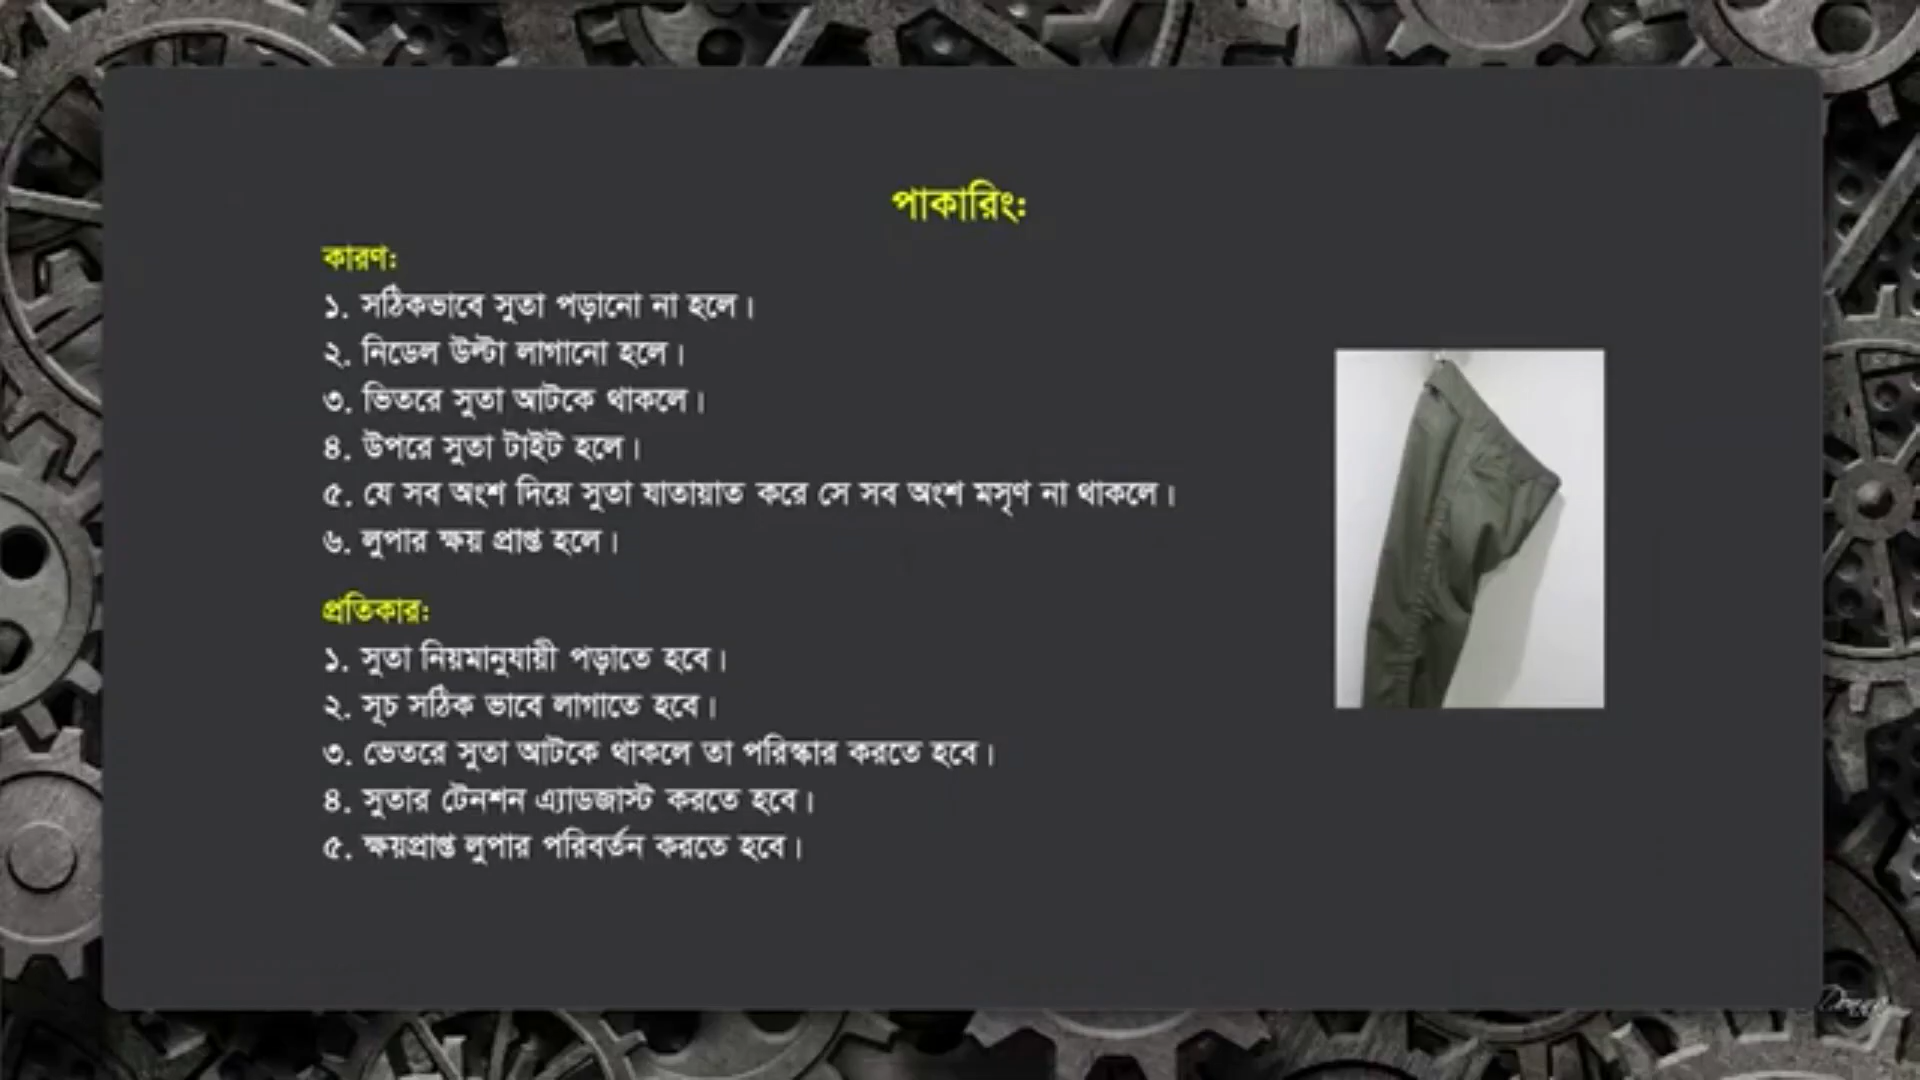 পাকারিং:
কারণ:
১. সঠিকভাবে সুতা পড়ানো না হলে।
২. নিডেল উল্টা লাগানো হলে।
৩. ভিতরে সুতা আটকে থাকলে।
৪. উপরে সুতা টাইট হলে।
৫. যে সব অংশ দিয়ে সুতা যাতায়াত করে সে সব অংশ মসৃণ না থাকলে।
৬. লুপার ক্ষয় প্রাপ্ত হলে।
প্রতিকার:
১. সুতা নিয়মানুযায়ী পড়াতে হবে।
২. সূচ সঠিক ভাবে লাগাতে হবে।
৩. ভেতরে সুতা আটকে থাকলে তা পরিস্কার করতে হবে।
৪. সুতার টেনশন এ্যাডজাস্ট করতে হবে।
৫. ক্ষয়প্রাপ্ত লুপার পরিবর্তন করতে হবে।